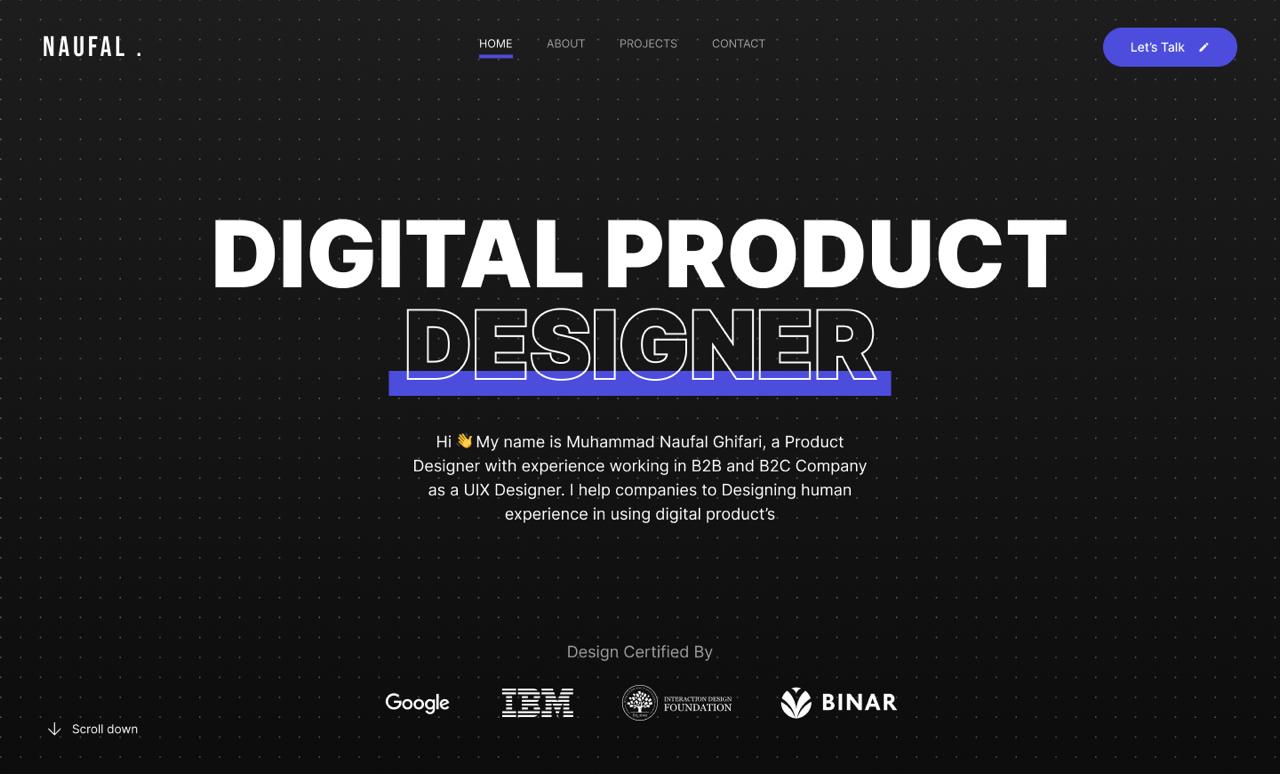 NAUFAL .
HOME ABOUT PROJECTS CONTACT
Let's Talk
DIGITAL PRODUCT
DESIGNER
Hi 👋 My name is Muhammad Naufal Ghifari, a Product
Designer with experience working in B2B and B2C Company
as a UIX Designer. I help companies to Designing human
experience in using digital product's
Design Certified By
Google
IBM
INTERACTION DESIGN
FOUNDATION
BINAR
Scroll down